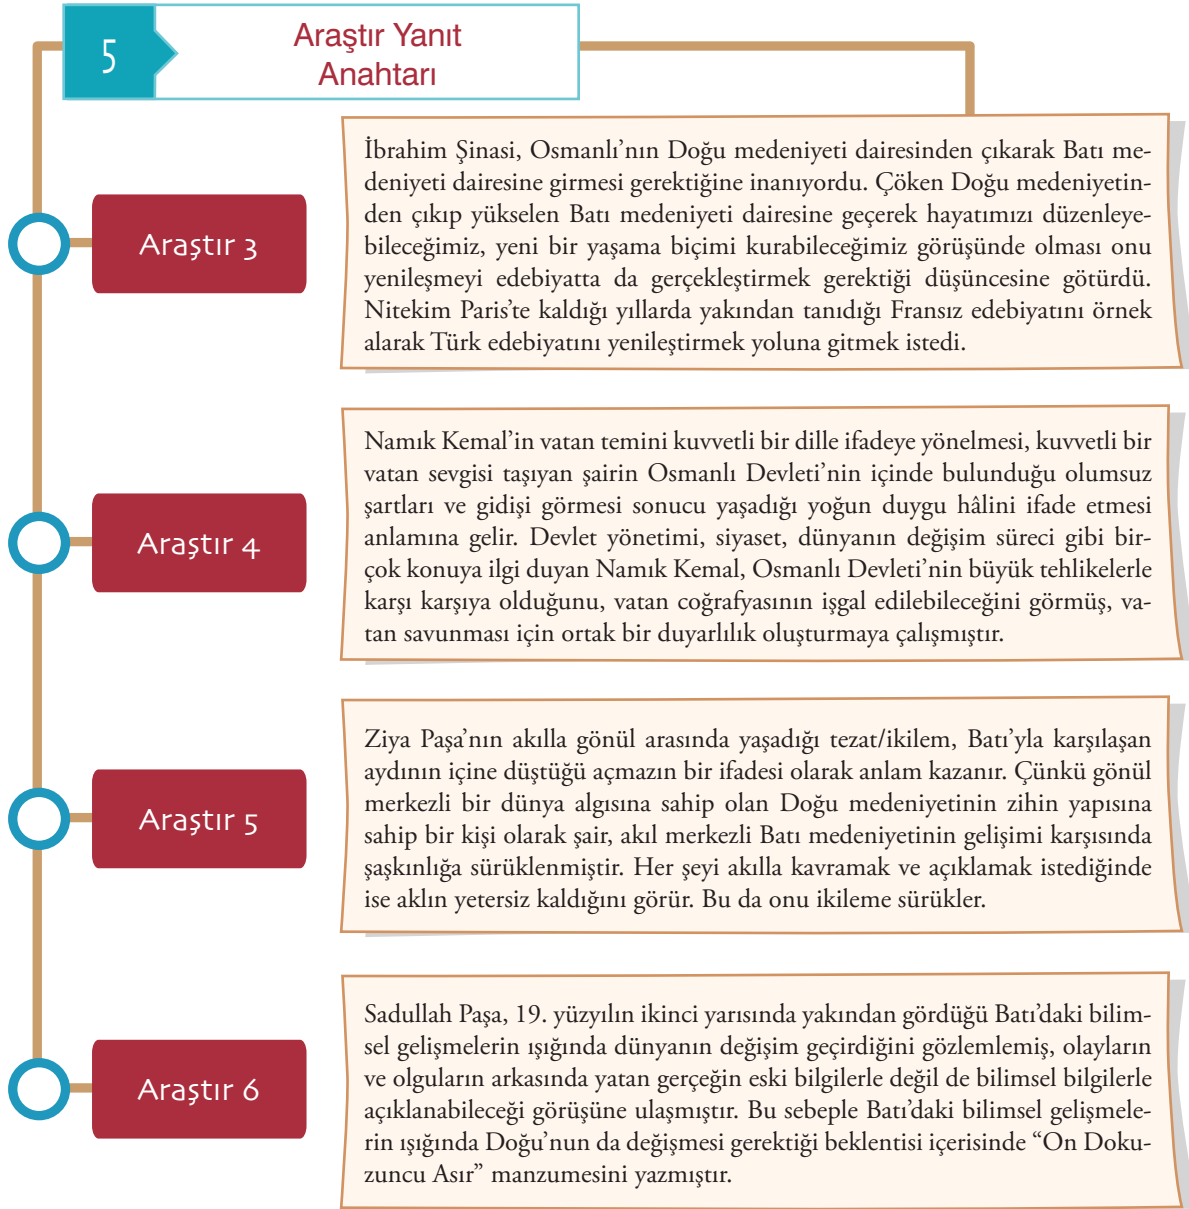 5
Araştır Yanıt
Anahtarı
Araştır 3
İbrahim Şinasi, Osmanlı’nın Doğu medeniyeti dairesinden çıkarak Batı me-
deniyeti dairesine girmesi gerektiğine inanıyordu. Çöken Doğu medeniyetin-
den çıkıp yükselen Batı medeniyeti dairesine geçerek hayatımızı düzenleye-
bileceğimiz, yeni bir yaşama biçimi kurabileceğimiz görüşünde olması onu
yenileşmeyi edebiyatta da gerçekleştirmek gerektiği düşüncesine götürdü.
Nitekim Paris’te kaldığı yıllarda yakından tanıdığı Fransız edebiyatını örnek
alarak Türk edebiyatını yenileştirmek yoluna gitmek istedi.
Araştır 4
Namık Kemal’in vatan temini kuvvetli bir dille ifadeye yönelmesi, kuvvetli bir
vatan sevgisi taşıyan şairin Osmanlı Devleti’nin içinde bulunduğu olumsuz
şartları ve gidişi görmesi sonucu yaşadığı yoğun duygu hâlini ifade etmesi
anlamına gelir. Devlet yönetimi, siyaset, dünyanın değişim süreci gibi bir-
çok konuya ilgi duyan Namık Kemal, Osmanlı Devleti’nin büyük tehlikelerle
karşı karşıya olduğunu, vatan coğrafyasının işgal edilebileceğini görmüş, va-
tan savunması için ortak bir duyarlılık oluşturmaya çalışmıştır.
Araştır 5
Ziya Paşa’nın akılla gönül arasında yaşadığı tezat/ikilem, Batı’yla karşılaşan
aydının içine düştüğü açmazın bir ifadesi olarak anlam kazanır. Çünkü gönül
merkezli bir dünya algısına sahip olan Doğu medeniyetinin zihin yapısına
sahip bir kişi olarak şair, akıl merkezli Batı medeniyetinin gelişimi karşısında
şaşkınlığa sürüklenmiştir. Her şeyi akılla kavramak ve açıklamak istediğinde
ise aklın yetersiz kaldığını görür. Bu da onu ikileme sürükler.
Araştır 6
Sadullah Paşa, 19. yüzyılın ikinci yarısında yakından gördüğü Batı’daki bilim-
sel gelişmelerin ışığında dünyanın değişim geçirdiğini gözlemlemiş, olayların
ve olguların arkasında yatan gerçeğin eski bilgilerle değil de bilimsel bilgilerle
açıklanabileceği görüşüne ulaşmıştır. Bu sebeple Batı’daki bilimsel gelişmele-
rin ışığında Doğu’nun da değişmesi gerektiği beklentisi içerisinde “On Doku-
zuncu Asır” manzumesini yazmıştır.